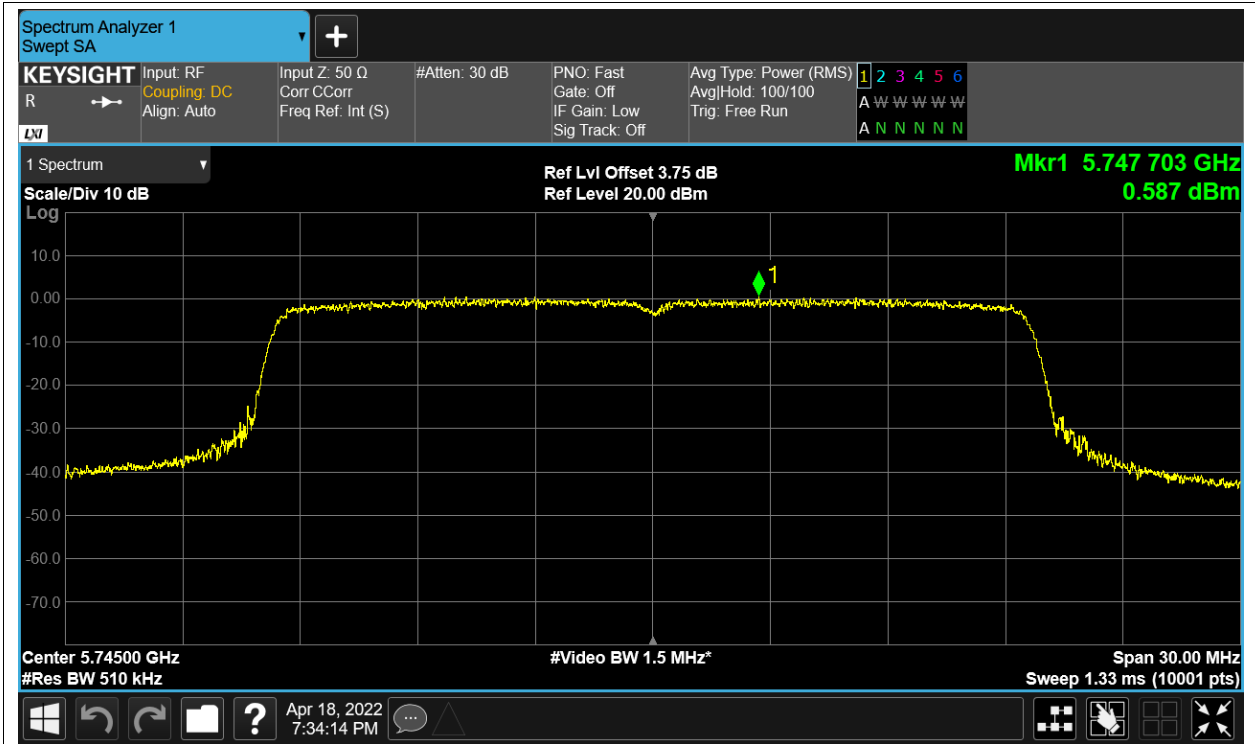 Spectrum Analyzer 1
Swept SA
KEYSIGHT
R
LXI
Input: RF
Coupling: DC
Align: Auto
Input Z: 50 Ω
Corr CCorr
Freq Ref: Int (S)
#Atten: 30 dB
PNO: Fast
Gate: Off
IF Gain: Low
Sig Track: Off
Avg Type: Power (RMS)
Avg|Hold: 100/100
Trig: Free Run
1 2 3 4 5 6
A W W W W W
A N N N N N
1 Spectrum
Scale/Div 10 dB
Log
Ref Lvl Offset 3.75 dB
Ref Level 20.00 dBm
Mkr1 5.747 703 GHz
0.587 dBm
10.0
1
0.00
-10.0
-20.0
-30.0
-40.0
-50.0
-60.0
-70.0
Center 5.74500 GHz
#Res BW 510 kHz
#Video BW 1.5 MHz*
Span 30.00 MHz
Sweep 1.33 ms (10001 pts)
?
Apr 18, 2022
7:34:14 PM